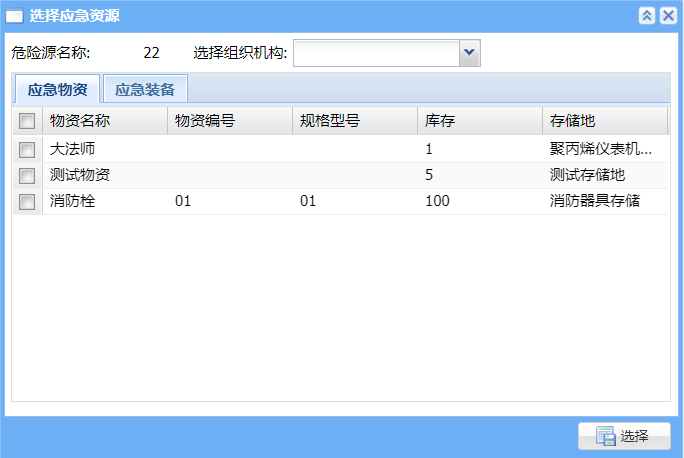 选择应急资源
危险源名称: 22 选择组织机构:
应急物资 应急装备
物资名称 物资编号 规格型号 库存 存储地
大法师 1 聚丙烯仪表机...
测试物资 5 测试存储地
消防栓 01 01 100 消防器具存储
选择